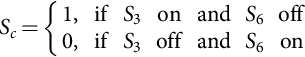 S_c = { 1, if S_3 on and S_6 off
0, if S_3 off and S_6 on